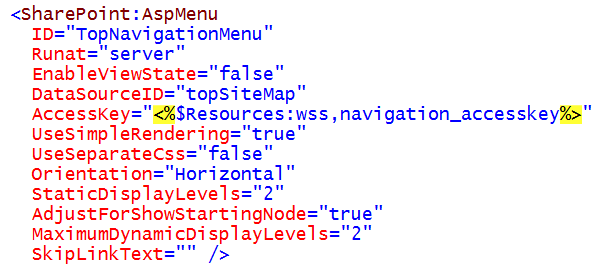 <SharePoint:AspMenu
ID="TopNavigationMenu"
Runat="server"
EnableViewState="false"
DataSourceID="topSiteMap"
AccessKey="<%$Resources:wss,navigation_accesskey%>"
UseSimpleRendering="true"
UseSeparateCss="false"
Orientation="Horizontal"
StaticDisplayLevels="2"
AdjustForShowStartingNode="true"
MaximumDynamicDisplayLevels="2"
SkipLinkText="" />